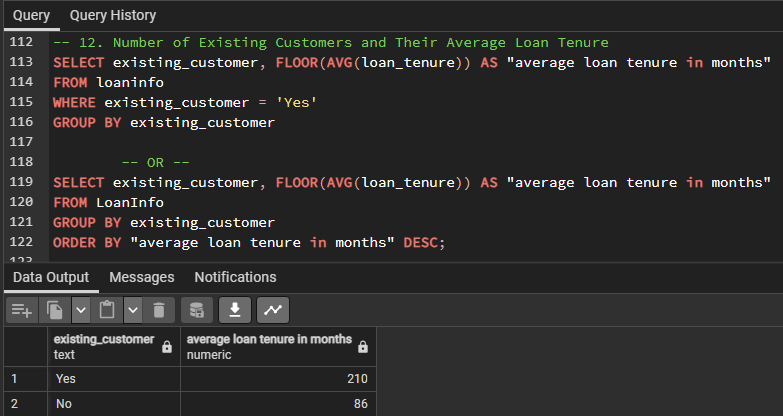 Query Query History
112 -- 12. Number of Existing Customers and Their Average Loan Tenure
113 SELECT existing_customer, FLOOR(AVG(loan_tenure)) AS "average loan tenure in months"
114 FROM loaninfo
115 WHERE existing_customer = 'Yes'
116 GROUP BY existing_customer
117
118 -- OR --
119 SELECT existing_customer, FLOOR(AVG(loan_tenure)) AS "average loan tenure in months"
120 FROM LoanInfo
121 GROUP BY existing_customer
122 ORDER BY "average loan tenure in months" DESC;
123
Data Output Messages Notifications
existing_customer average loan tenure in months
text numeric
1 Yes 210
2 No 86